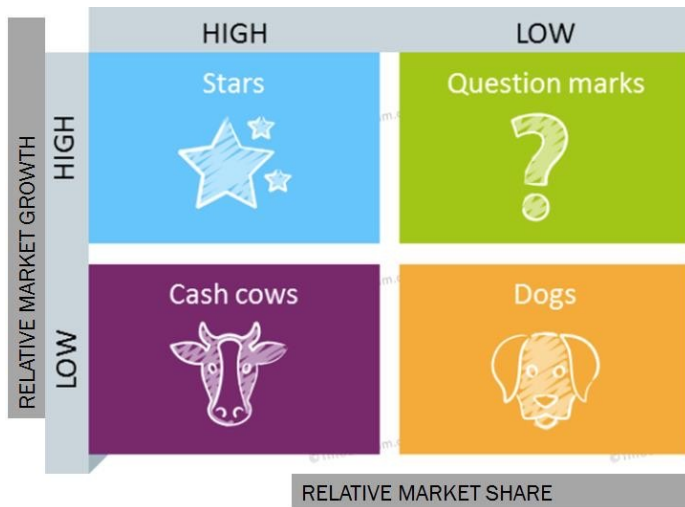 HIGH
LOW
RELATIVE MARKET GROWTH
HIGH
Stars
Question marks
?
LOW
Cash cows
Dogs
RELATIVE MARKET SHARE